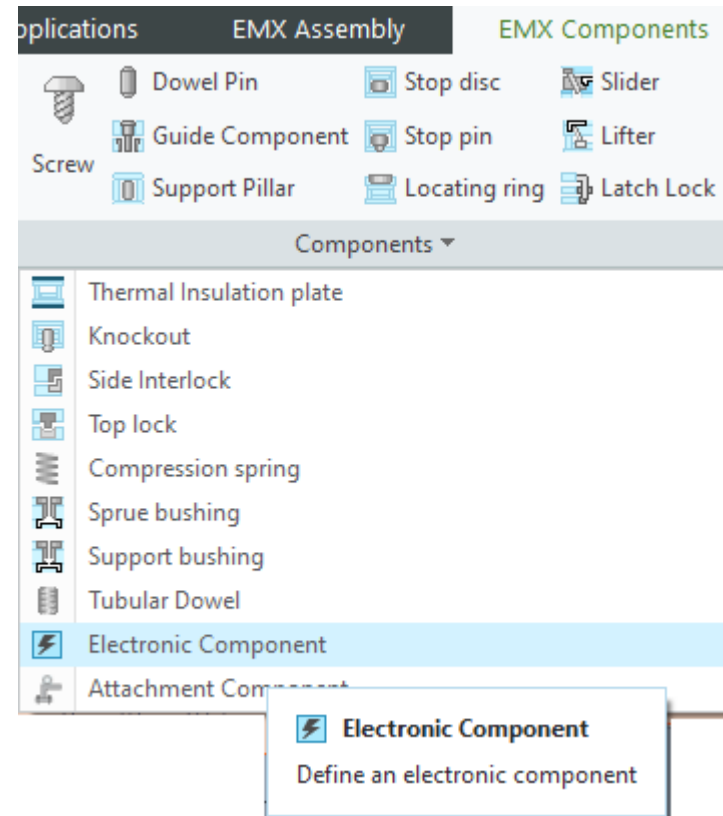 pplications EMX Assembly EMX Components
Dowel Pin Stop disc Slider
Guide Component Stop pin Lifter
Screw
Support Pillar Locating ring Latch Lock
Components
Thermal Insulation plate
Knockout
Side Interlock
Top lock
Compression spring
Sprue bushing
Support bushing
Tubular Dowel
Electronic Component
Attachment Component
Electronic Component
Define an electronic component